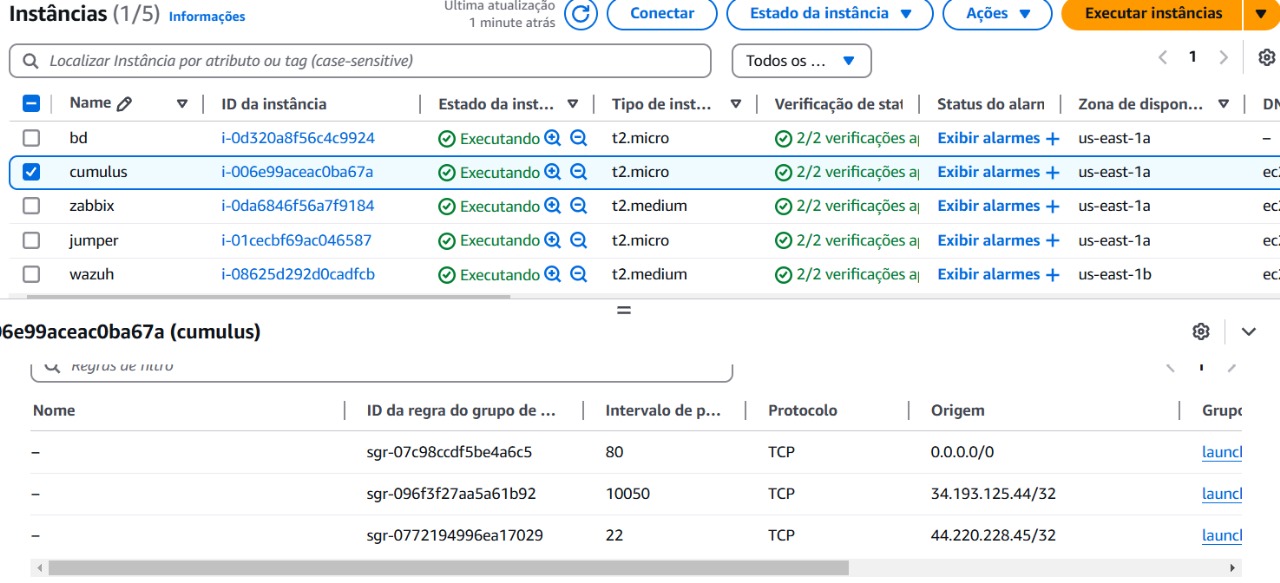 Instâncias (1/5) Informações
Última atualização
1 minute atrás
Conectar
Estado da instância
Ações
Executar instâncias
Localizar Instância por atributo ou tag (case-sensitive)
Todos os ...
1
Name ID da instância Estado da inst... Tipo de inst... Verificação de stat Status do alarm Zona de dispon... DN
bd i-0d320a8f56c4c9924 Executando t2.micro 2/2 verificações a Exibir alarmes + us-east-1a –
cumulus i-006e99aceac0ba67a Executando t2.micro 2/2 verificações a Exibir alarmes + us-east-1a ec2
zabbix i-0da6846f56a7f9184 Executando t2.medium 2/2 verificações a Exibir alarmes + us-east-1a ec2
jumper i-01cecbf69ac046587 Executando t2.micro 2/2 verificações a Exibir alarmes + us-east-1a ec2
wazuh i-08625d292d0cadfcb Executando t2.medium 2/2 verificações a Exibir alarmes + us-east-1b ec2
=
06e99aceac0ba67a (cumulus)
Regras de filtro
1
Nome ID da regra do grupo de ... Intervalo de p... Protocolo Origem Grupo
– sgr-07c98ccdf5be4a6c5 80 TCP 0.0.0.0/0 launcl
– sgr-096f3f27aa5a61b92 10050 TCP 34.193.125.44/32 launcl
– sgr-0772194996ea17029 22 TCP 44.220.228.45/32 launcl